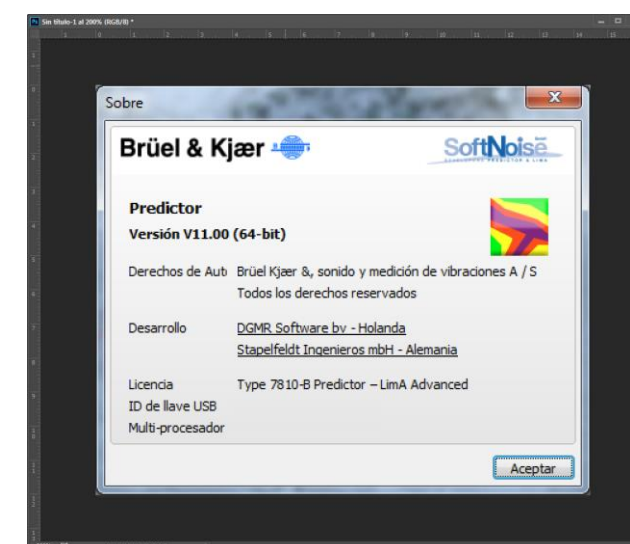 Sin título-1 al 200% (RGB/8) *
Sobre
Brüel & Kjær
SoftNoise
Predictor
Versión V11.00 (64-bit)
Derechos de Aut Brüel Kjær &, sonido y medición de vibraciones A / S
Todos los derechos reservados
Desarrollo DGMR Software bv - Holanda
Stapelfeldt Ingenieros mbH - Alemania
Licencia Type 7810-B Predictor – LimA Advanced
ID de llave USB
Multi-procesador
Aceptar